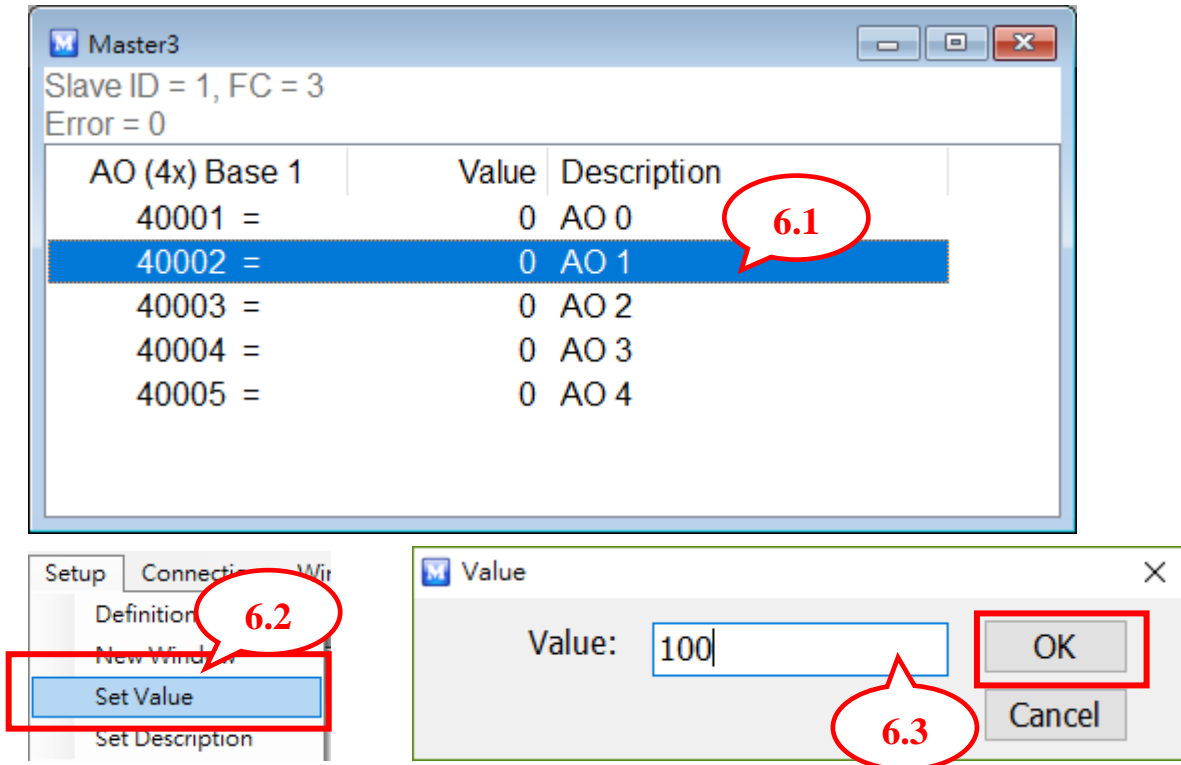 Master3
Slave ID = 1, FC = 3
Error = 0
AO (4x) Base 1 Value Description
40001 = 0 AO 0
6.1
40002 = 0 AO 1
40003 = 0 AO 2
40004 = 0 AO 3
40005 = 0 AO 4
Setup
Definition
6.2
New Window
Set Value
Set Description
Value
Value: 100 OK
Cancel
6.3